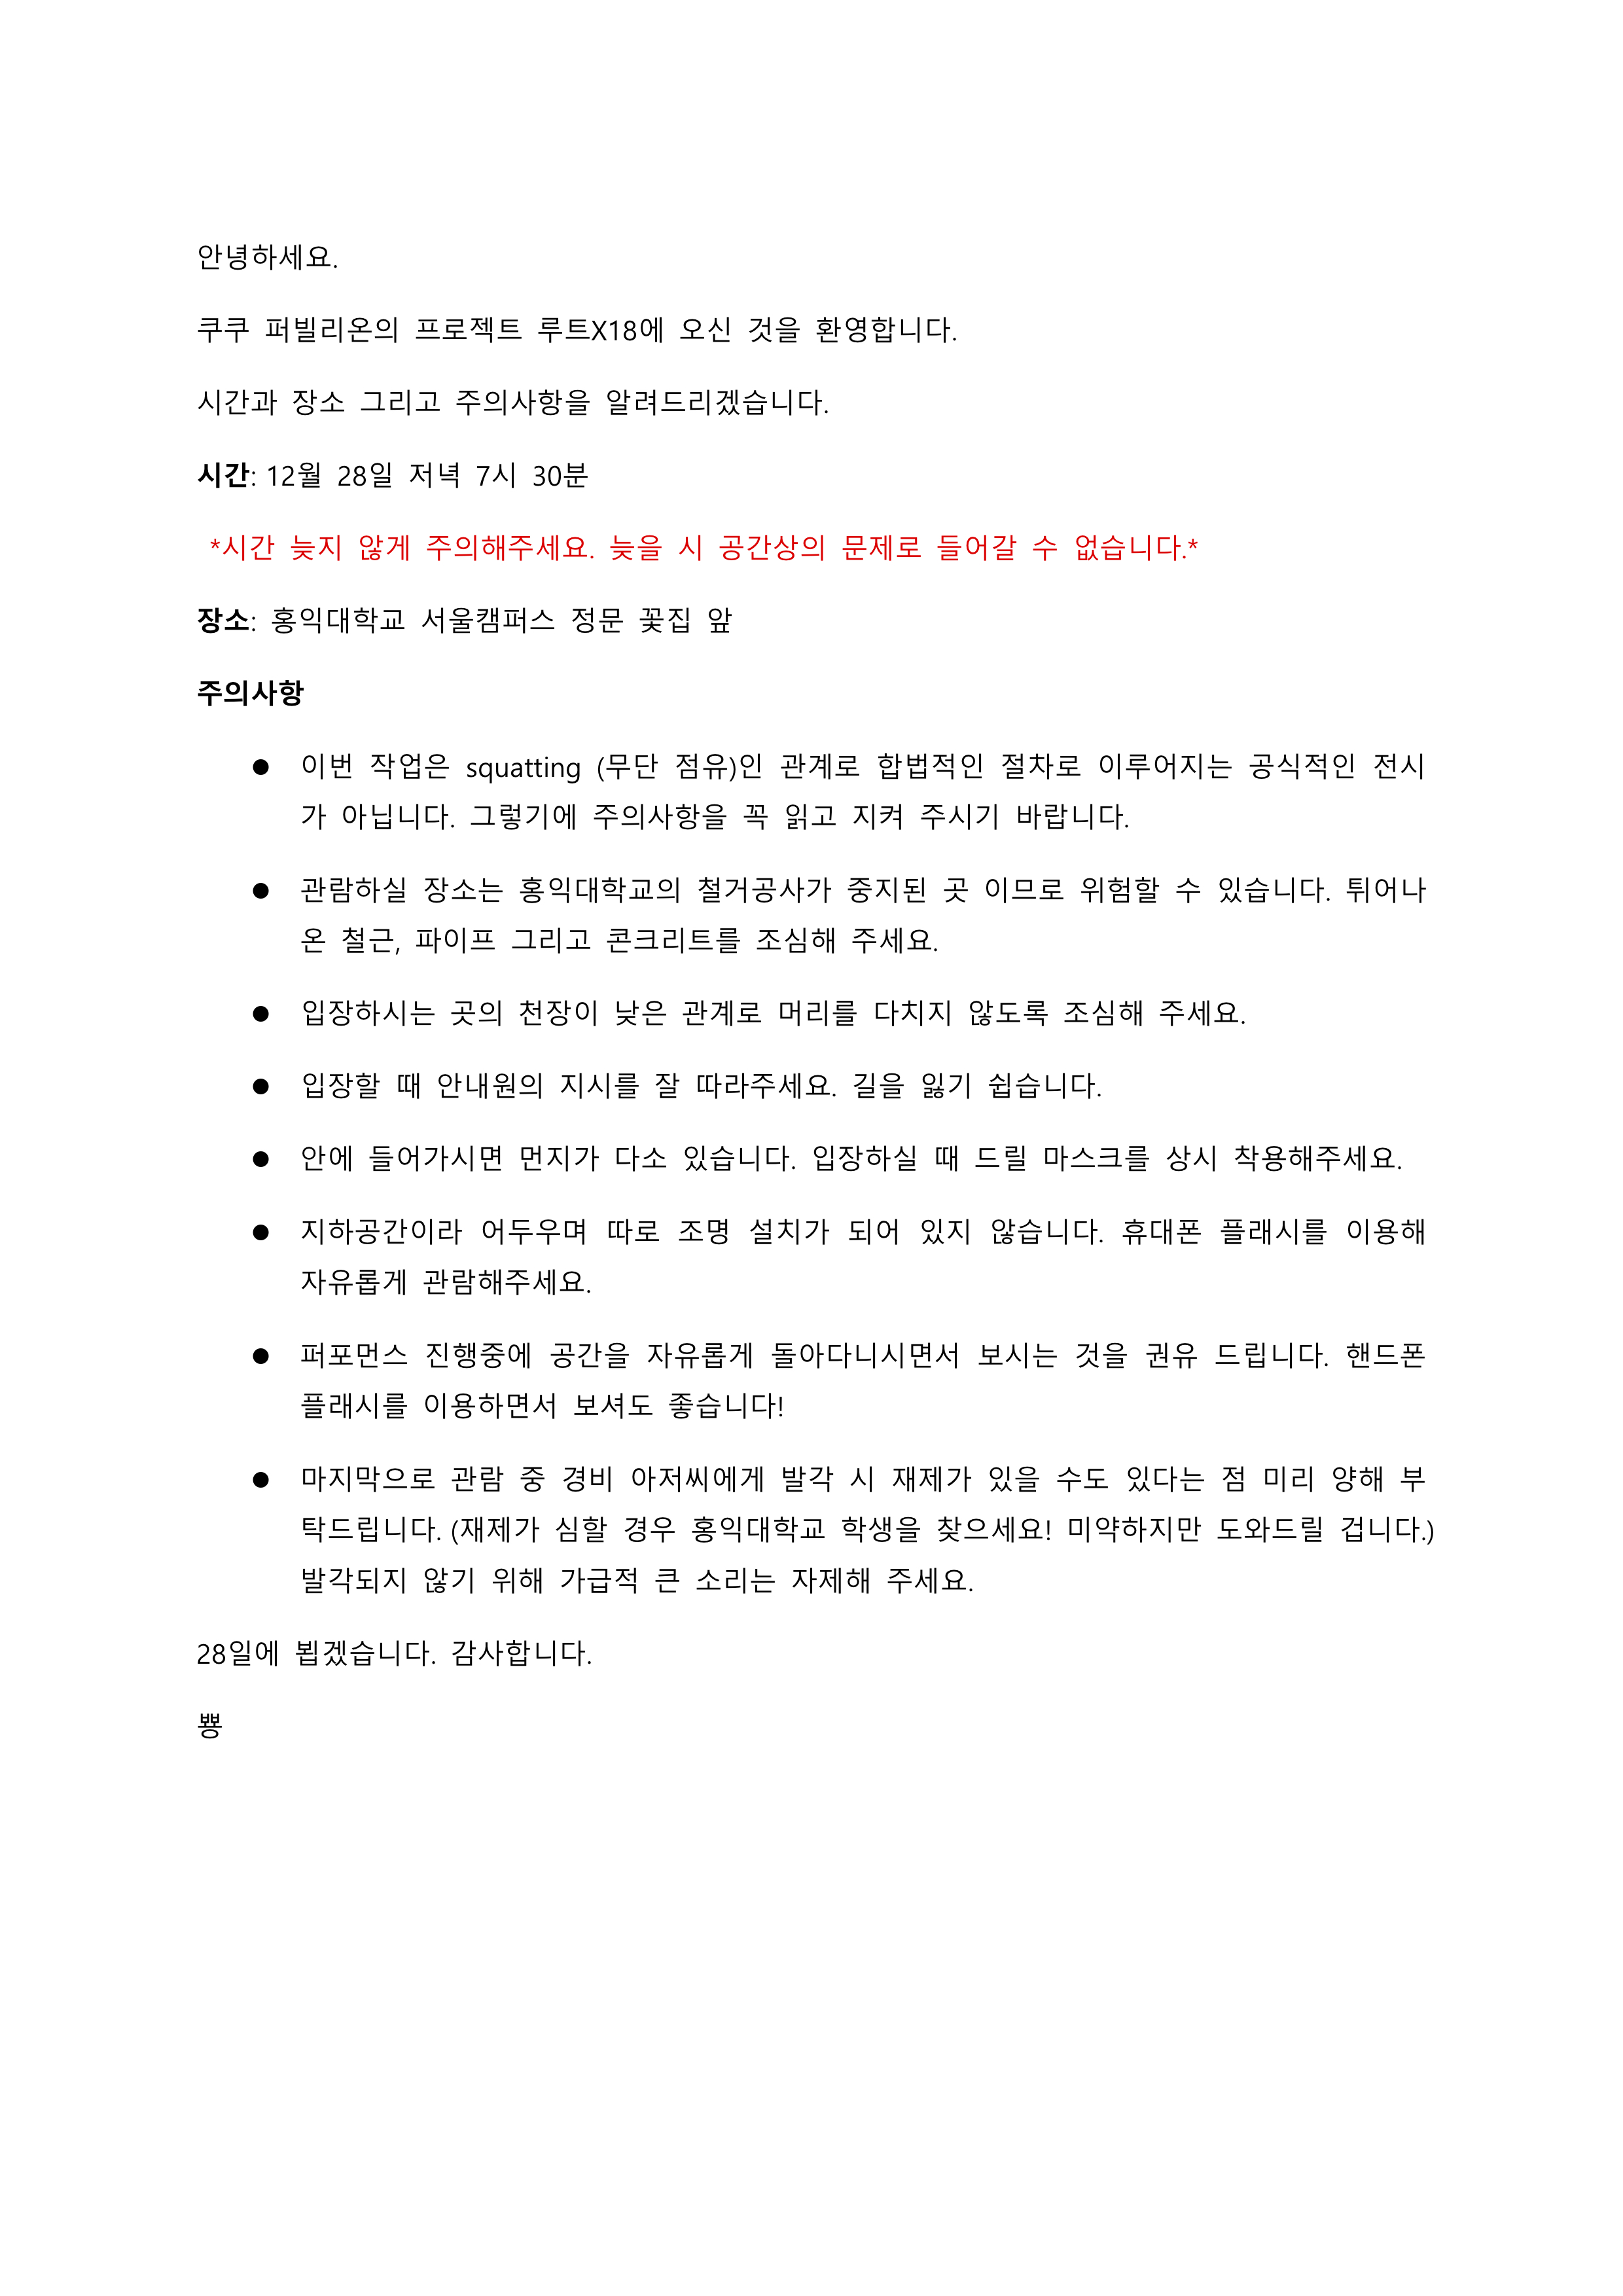 안녕하세요.
쿠쿠 퍼빌리온의 프로젝트 루트X18에 오신 것을 환영합니다.
시간과 장소 그리고 주의사항을 알려드리겠습니다.
시간: 12월 28일 저녁 7시 30분
*시간 늦지 않게 주의해주세요. 늦을 시 공간상의 문제로 들어갈 수 없습니다.*
장소: 홍익대학교 서울캠퍼스 정문 꽃집 앞
주의사항
● 이번 작업은 squatting (무단 점유)인 관계로 합법적인 절차로 이루어지는 공식적인 전시
가 아닙니다. 그렇기에 주의사항을 꼭 읽고 지켜 주시기 바랍니다.
● 관람하실 장소는 홍익대학교의 철거공사가 중지된 곳 이므로 위험할 수 있습니다. 튀어나
온 철근, 파이프 그리고 콘크리트를 조심해 주세요.
● 입장하시는 곳의 천장이 낮은 관계로 머리를 다치지 않도록 조심해 주세요.
● 입장할 때 안내원의 지시를 잘 따라주세요. 길을 잃기 쉽습니다.
● 안에 들어가시면 먼지가 다소 있습니다. 입장하실 때 드릴 마스크를 상시 착용해주세요.
● 지하공간이라 어두우며 따로 조명 설치가 되어 있지 않습니다. 휴대폰 플래시를 이용해
자유롭게 관람해주세요.
● 퍼포먼스 진행중에 공간을 자유롭게 돌아다니시면서 보시는 것을 권유 드립니다. 핸드폰
플래시를 이용하면서 보셔도 좋습니다!
● 마지막으로 관람 중 경비 아저씨에게 발각 시 재제가 있을 수도 있다는 점 미리 양해 부
탁드립니다. (재제가 심할 경우 홍익대학교 학생을 찾으세요! 미약하지만 도와드릴 겁니다.)
발각되지 않기 위해 가급적 큰 소리는 자제해 주세요.
28일에 뵙겠습니다. 감사합니다.
뿅